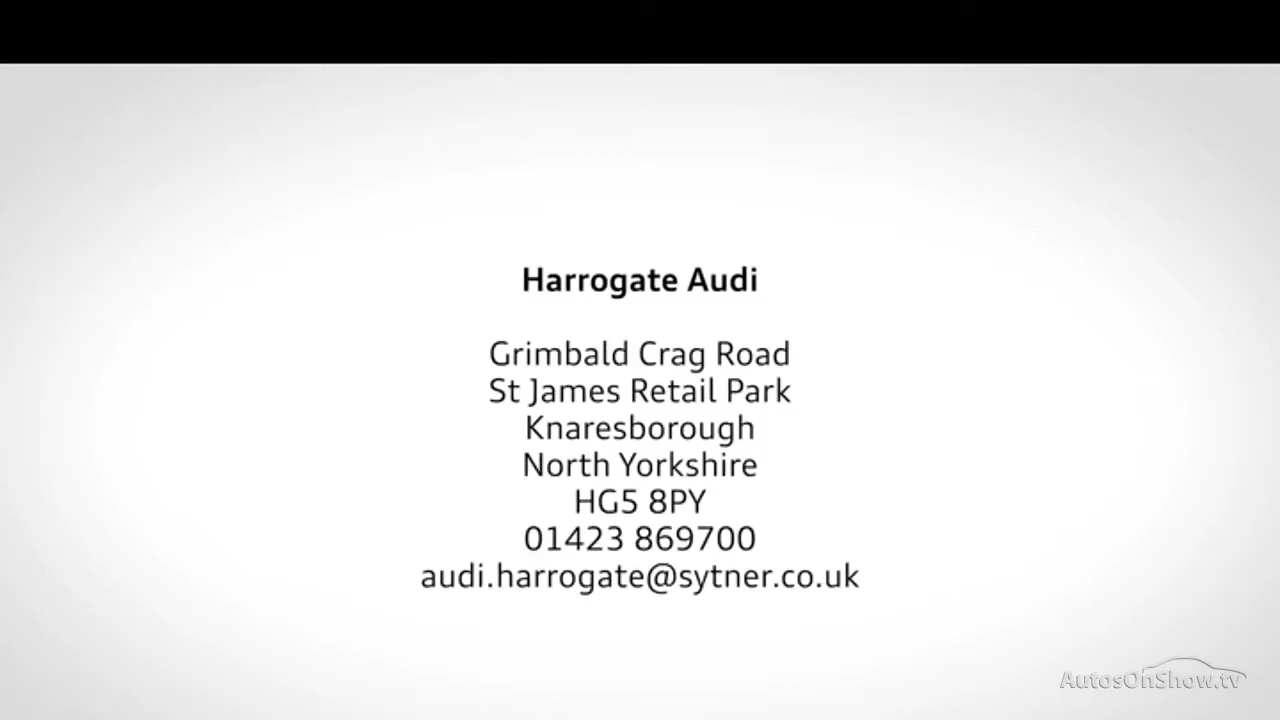 Harrogate Audi
Grimbald Crag Road
St James Retail Park
Knaresborough
North Yorkshire
HG5 8PY
01423 869700
audi.harrogate@sytner.co.uk
AutosOnShow.tv